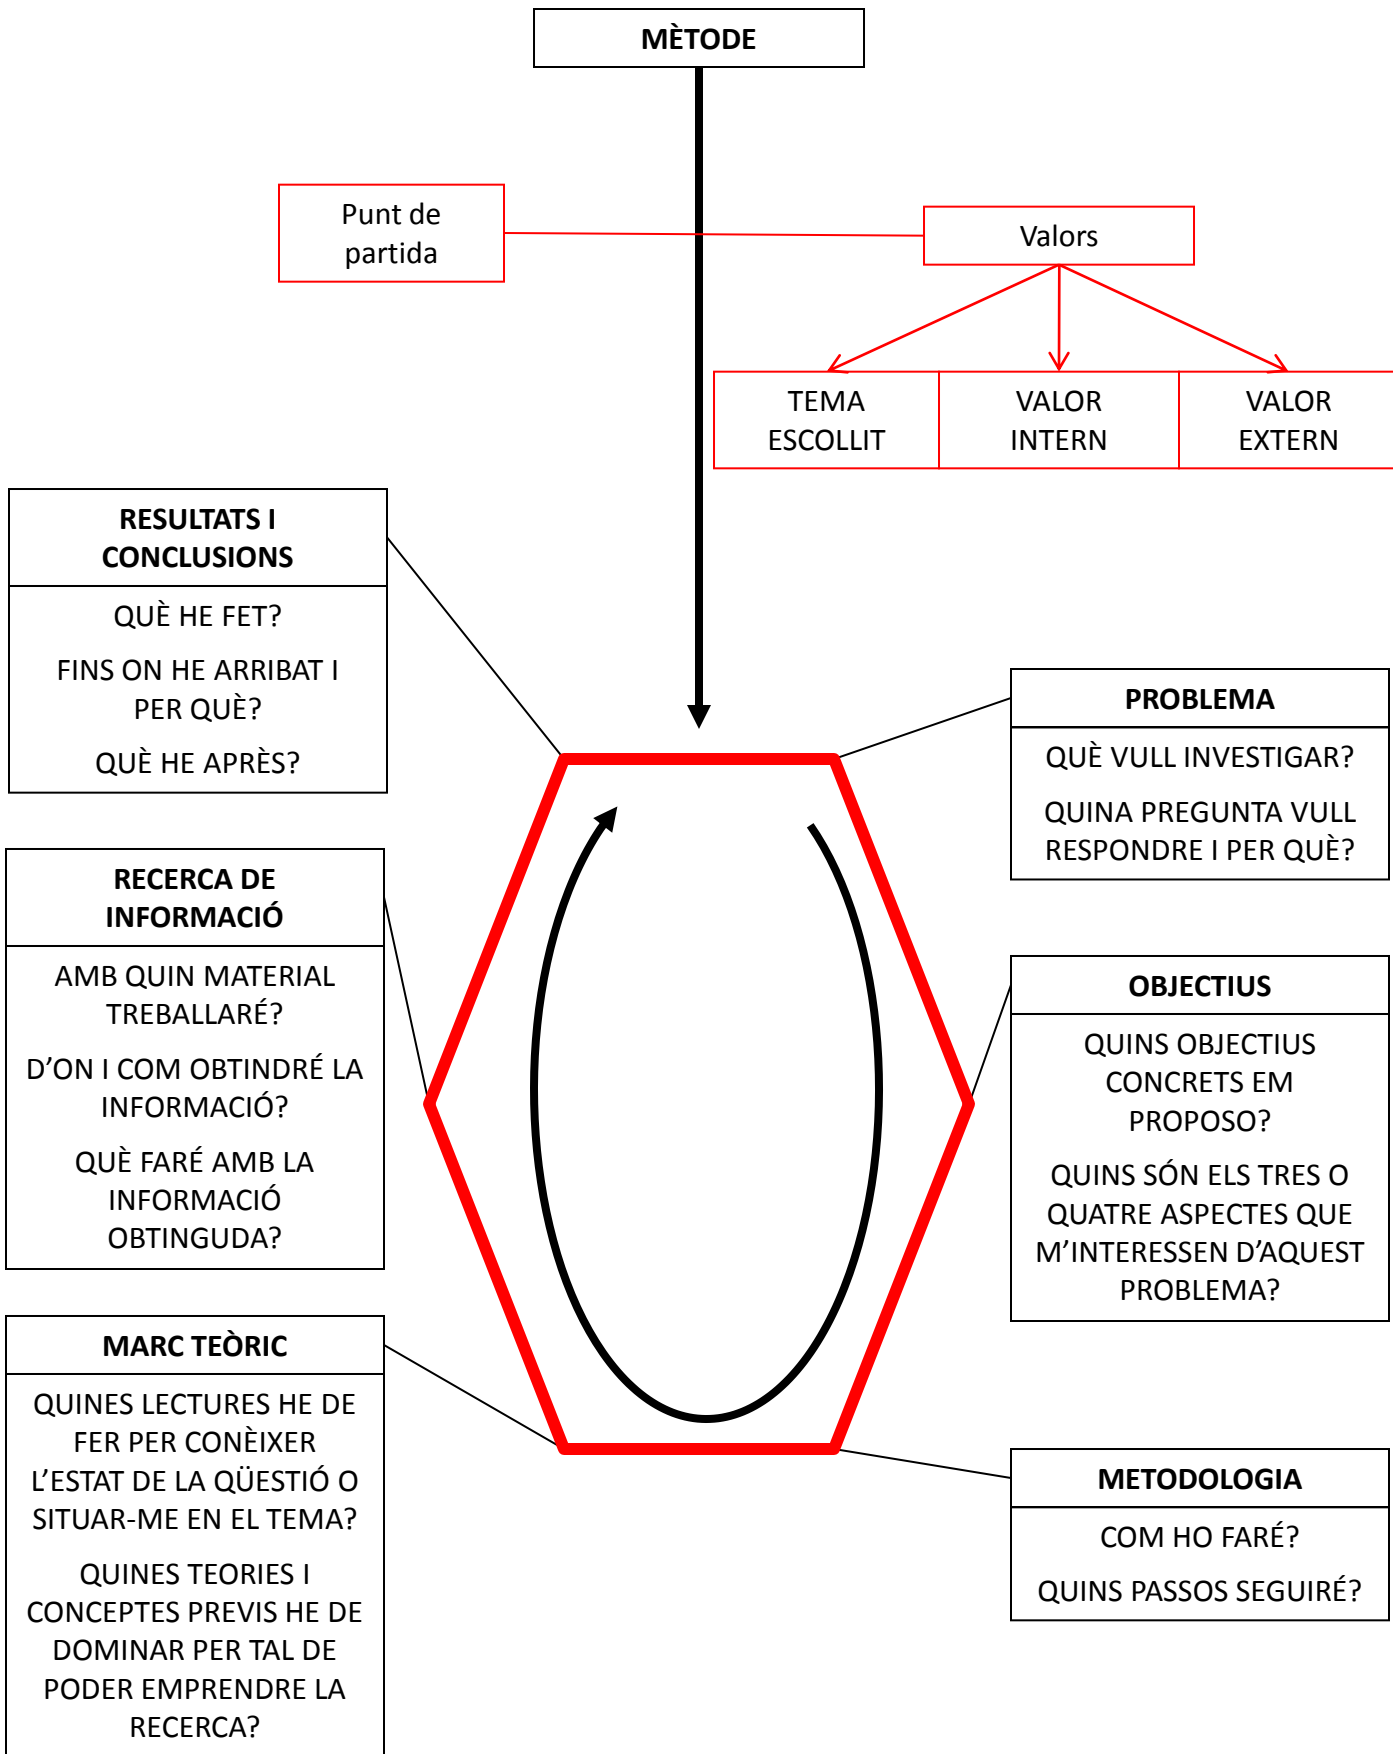 MÈTODE
Punt de
partida
Valors
TEMA
ESCOLLIT
VALOR
INTERN
VALOR
EXTERN
RESULTATS I
CONCLUSIONS
QUÈ HE FET?
FINS ON HE ARRIBAT I
PER QUÈ?
QUÈ HE APRÈS?
PROBLEMA
QUÈ VULL INVESTIGAR?
QUINA PREGUNTA VULL
RESPONDRE I PER QUÈ?
RECERCA DE
INFORMACIÓ
AMB QUIN MATERIAL
TREBALLARÉ?
D’ON I COM OBTINDRÉ LA
INFORMACIÓ?
QUÈ FARÉ AMB LA
INFORMACIÓ
OBTINGUDA?
OBJECTIUS
QUINS OBJECTIUS
CONCRETS EM
PROPOSO?
QUINS SÓN ELS TRES O
QUATRE ASPECTES QUE
M’INTERESSEN D’AQUEST
PROBLEMA?
MARC TEÒRIC
QUINES LECTURES HE DE
FER PER CONÈIXER
L’ESTAT DE LA QÜESTIÓ O
SITUAR-ME EN EL TEMA?
QUINES TEORIES I
CONCEPTES PREVIS HE DE
DOMINAR PER TAL DE
PODER EMPRENDRE LA
RECERCA?
METODOLOGIA
COM HO FARÉ?
QUINS PASSOS SEGUIRÉ?